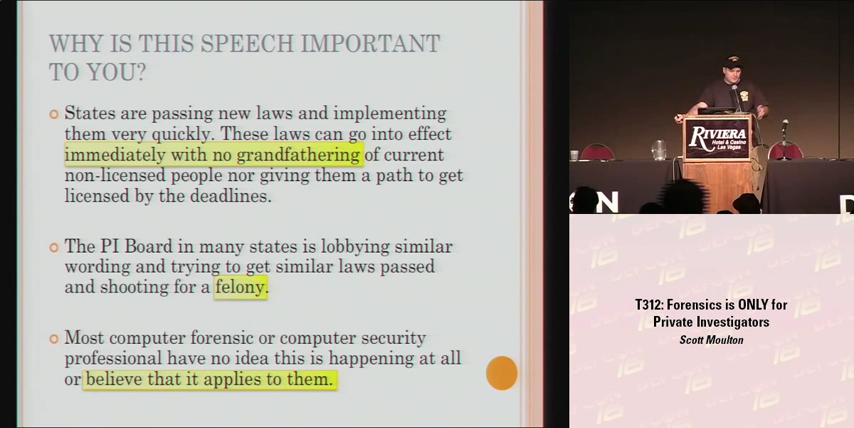 WHY IS THIS SPEECH IMPORTANT
TO YOU?
States are passing new laws and implementing
them very quickly. These laws can go into effect
immediately with no grandfathering of current
non-licensed people nor giving them a path to get
licensed by the deadlines.
The PI Board in many states is lobbying similar
wording and trying to get similar laws passed
and shooting for a felony.
Most computer forensic or computer security
professional have no idea this is happening at all
or believe that it applies to them.
RIVIERA
Hotel & Casino
Las Vegas
N
D
T312: Forensics is ONLY for
Private Investigators
Scott Moulton